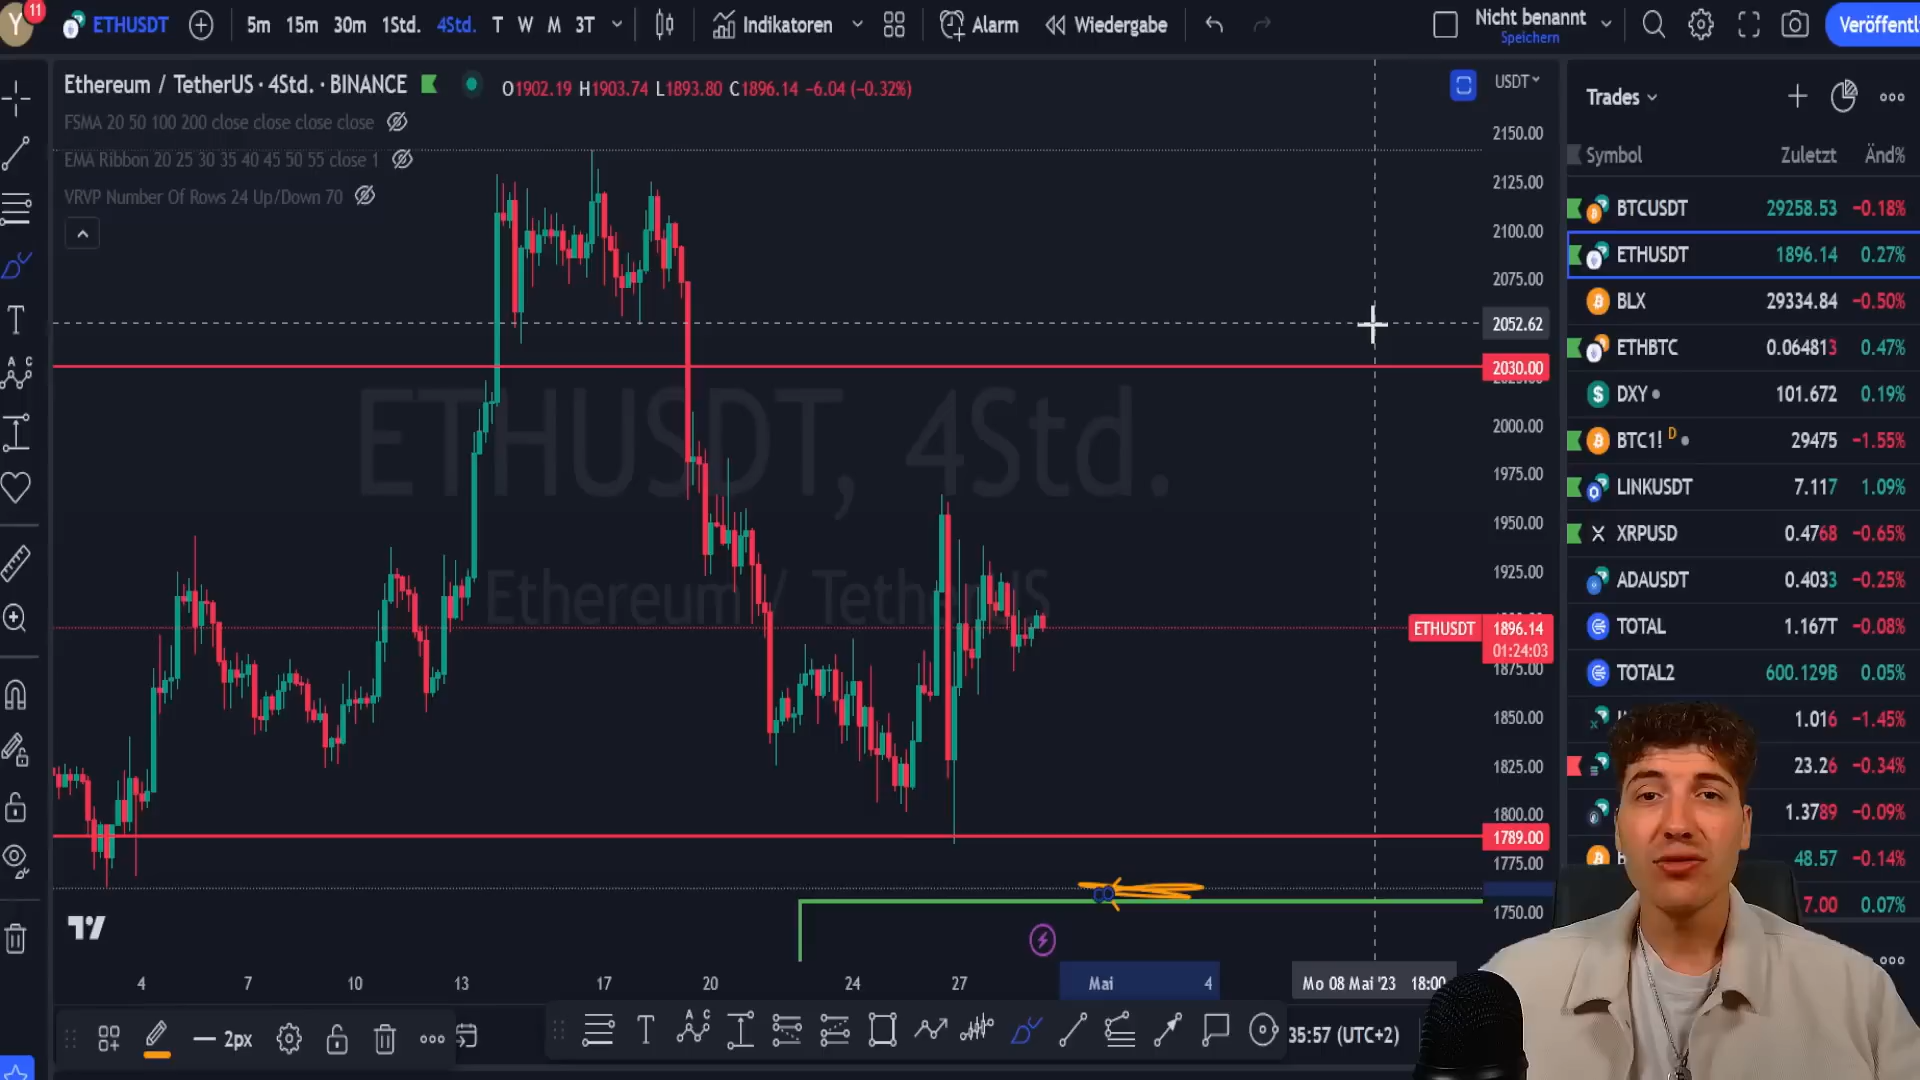 Y 11 ETHUSDT 5m 15m 30m 1Std. 4Std. T W M 3T Indikatoren Alarm Wiedergabe Nicht benannt Veröffentl
Speichern
Ethereum / TetherUS · 4Std. · BINANCE O1902.19 H1903.74 L1893.80 C1896.14 −6.04 (−0.32%) USDT
FSMA 20 50 100 200 close close close close
EMA Ribbon 20 25 30 35 40 45 50 55 close 1
VRVP Number Of Rows 24 Up/Down 70
2150.00
2125.00
2100.00
2075.00
2052.62
2030.00
2000.00
1975.00
1950.00
1925.00
ETHUSDT 1896.14
01:24:03
1875.00
1850.00
1825.00
1800.00
1789.00
1775.00
1750.00
ETHUSDT, 4Std.
Ethereum / TetherUS
4 7 10 13 17 20 24 27 Mai 4 Mo 08 Mai '23 18:00
2px
35:57 (UTC+2)
Trades
Symbol Zuletzt Änd%
BTCUSDT 29258.53 −0.18%
ETHUSDT 1896.14 0.27%
BLX 29334.84 −0.50%
ETHBTC 0.064813 0.47%
DXY 101.672 0.19%
BTC1! D 29475 −1.55%
LINKUSDT 7.117 1.09%
XRPUSD 0.4768 −0.65%
ADAUSDT 0.4033 −0.25%
TOTAL 1.167T −0.08%
TOTAL2 600.129B 0.05%
1.016 −1.45%
23.26 −0.34%
1.3789 −0.09%
48.57 −0.14%
7.00 0.07%